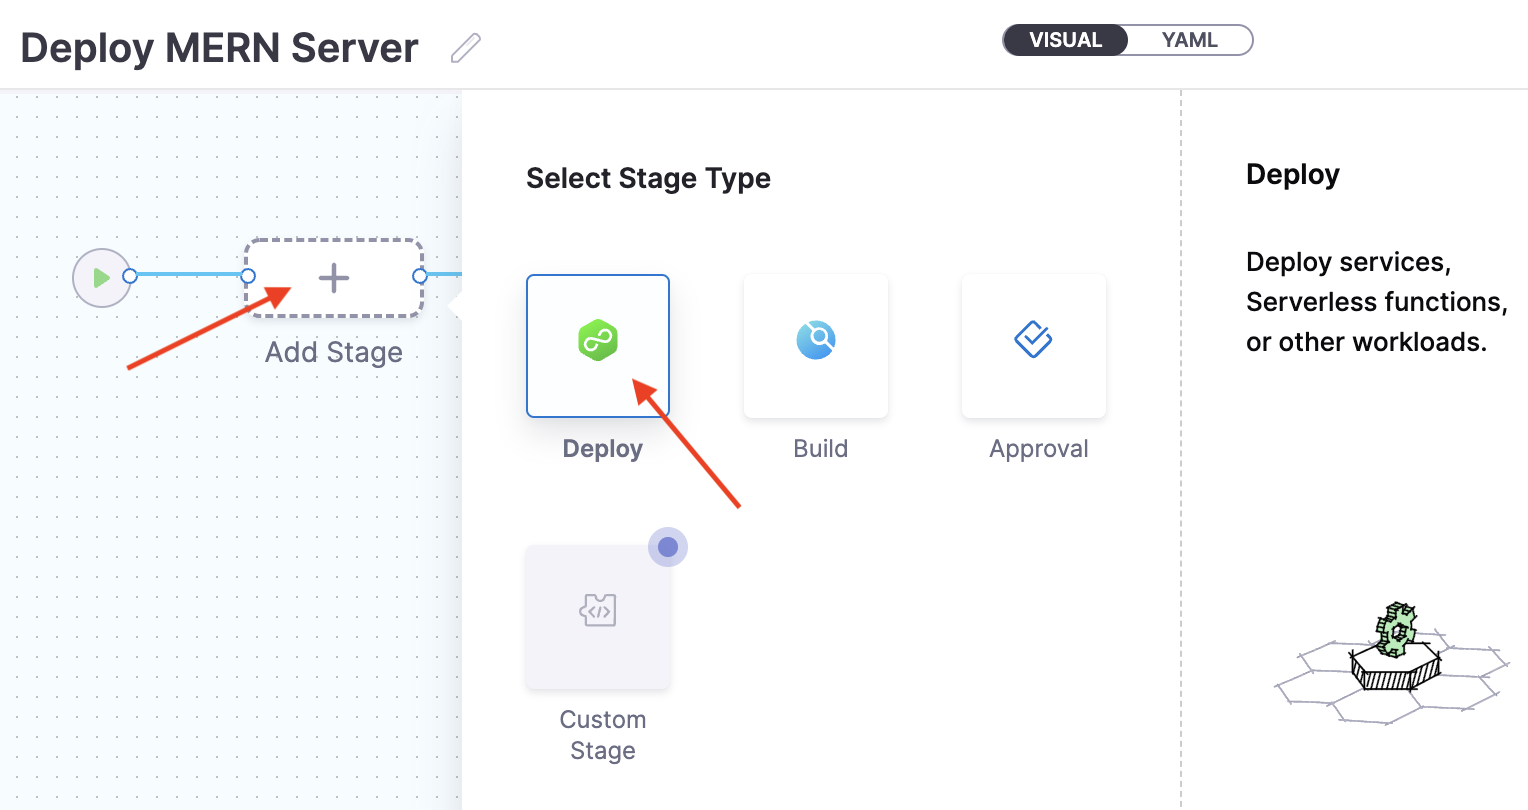 Deploy MERN Server
VISUAL
YAML
Add Stage
Select Stage Type
Deploy
Build
Approval
Custom
Stage
Deploy
Deploy services,
Serverless functions,
or other workloads.